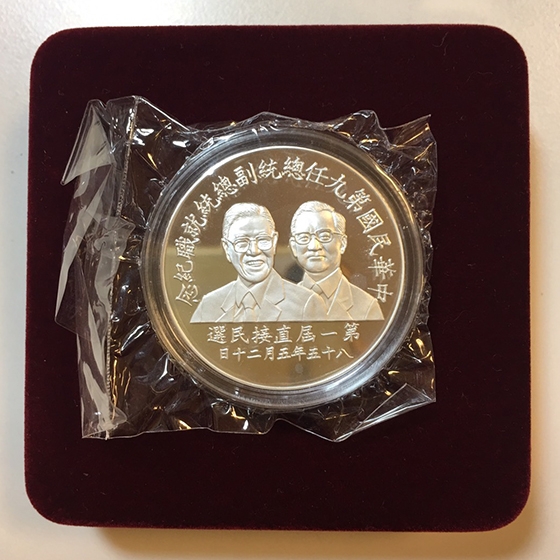 中華民國第九任總統副總統就職紀念
第一屆直接民選
八十五年五月二十日